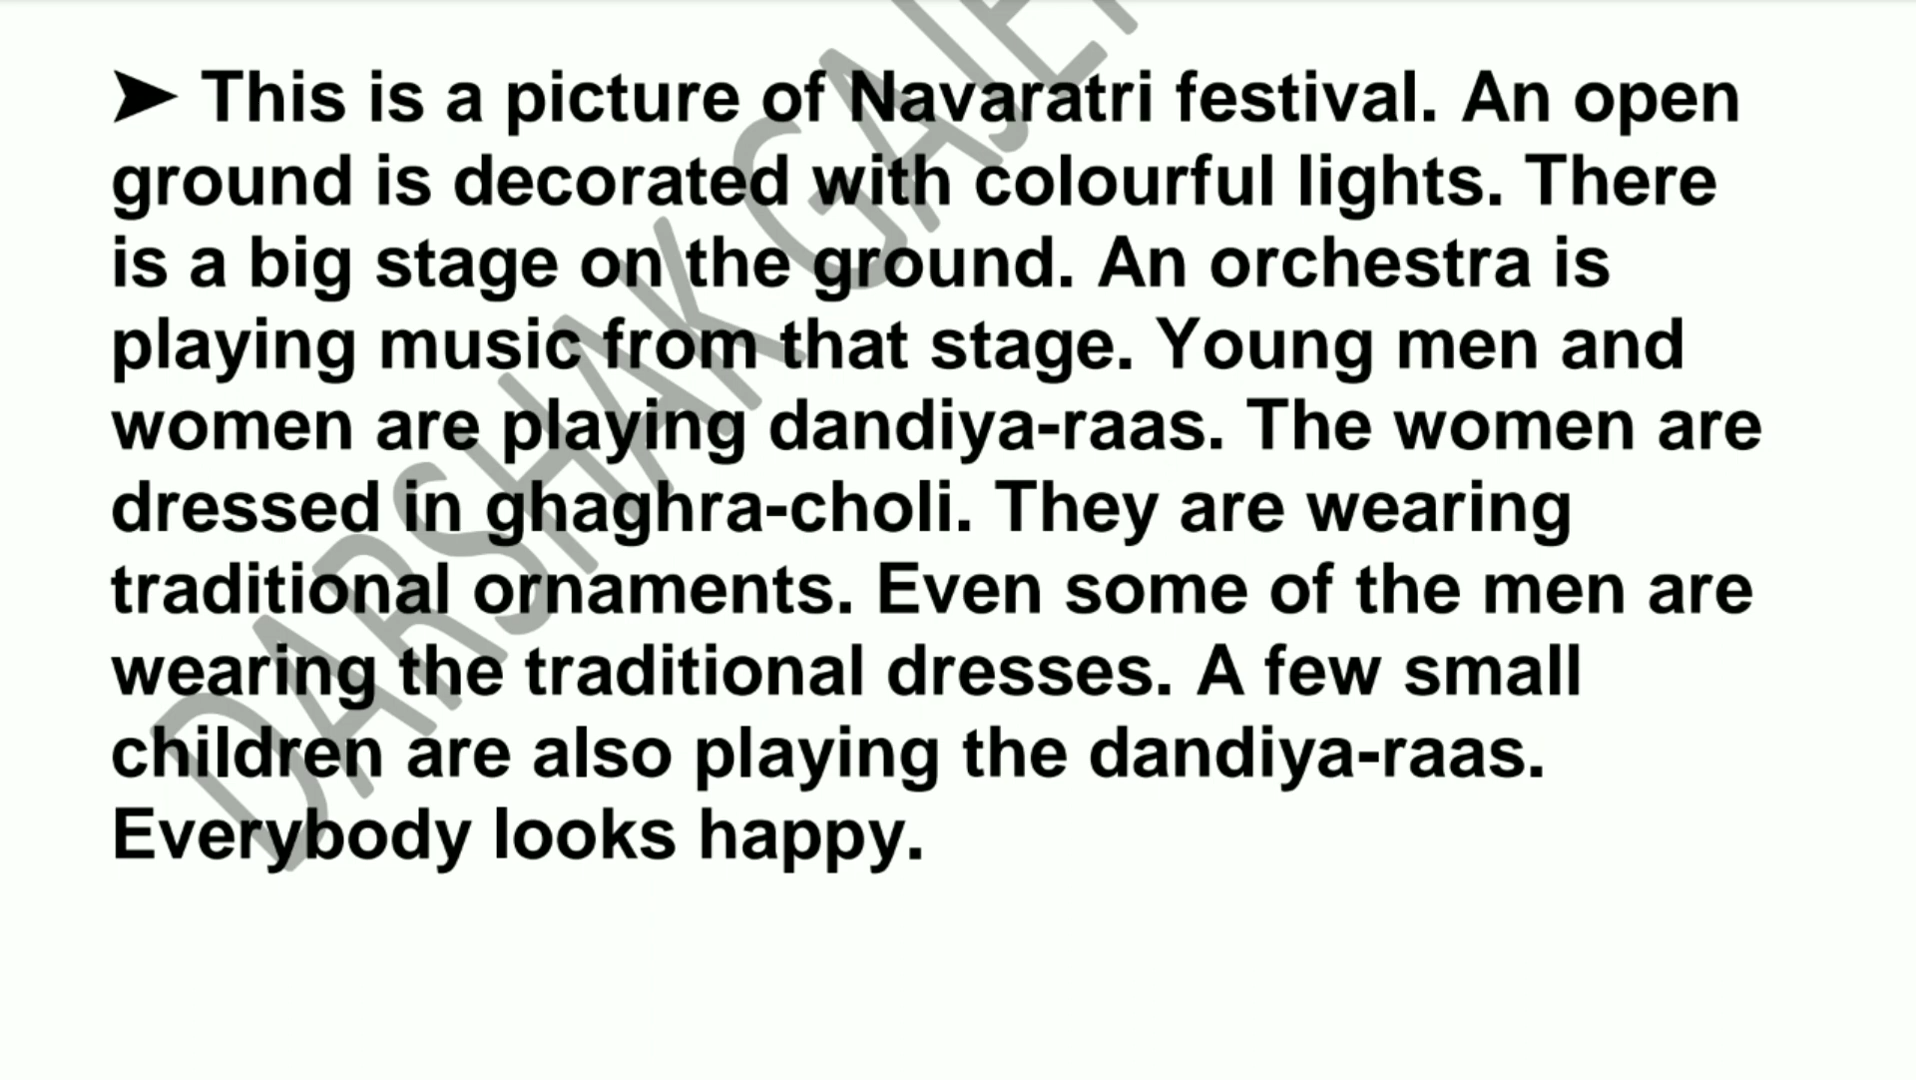 ➤ This is a picture of Navaratri festival. An open
ground is decorated with colourful lights. There
is a big stage on the ground. An orchestra is
playing music from that stage. Young men and
women are playing dandiya-raas. The women are
dressed in ghaghra-choli. They are wearing
traditional ornaments. Even some of the men are
wearing the traditional dresses. A few small
children are also playing the dandiya-raas.
Everybody looks happy.
DARSHAK